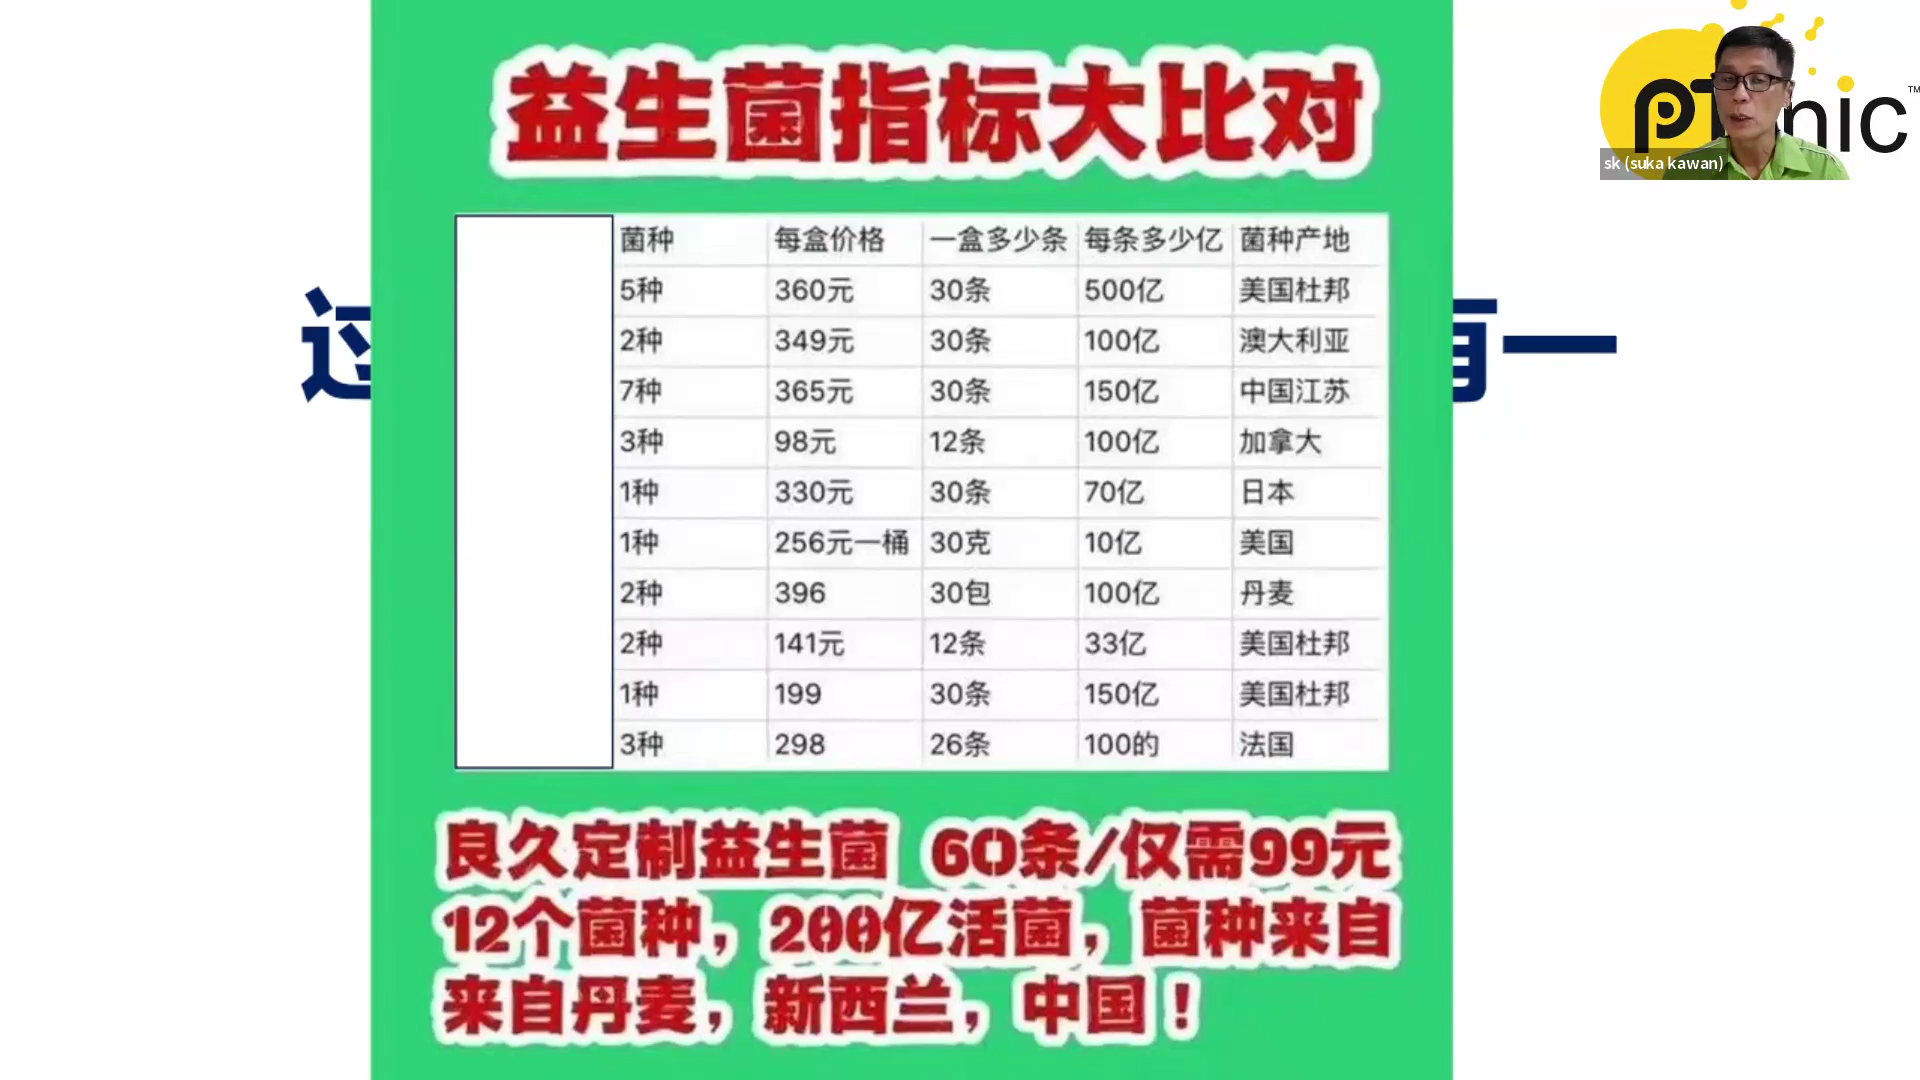 益生菌指标大比对
菌种 每盒价格 一盒多少条 每条多少亿 菌种产地
5种 360元 30条 500亿 美国杜邦
2种 349元 30条 100亿 澳大利亚
7种 365元 30条 150亿 中国江苏
3种 98元 12条 100亿 加拿大
1种 330元 30条 70亿 日本
1种 256元一桶 30克 10亿 美国
2种 396 30包 100亿 丹麦
2种 141元 12条 33亿 美国杜邦
1种 199 30条 150亿 美国杜邦
3种 298 26条 100的 法国
良久定制益生菌 60条/仅需99元
12个菌种，200亿活菌，菌种来自
来自丹麦，新西兰，中国！
一
sk (suka kawan)
nic
TM